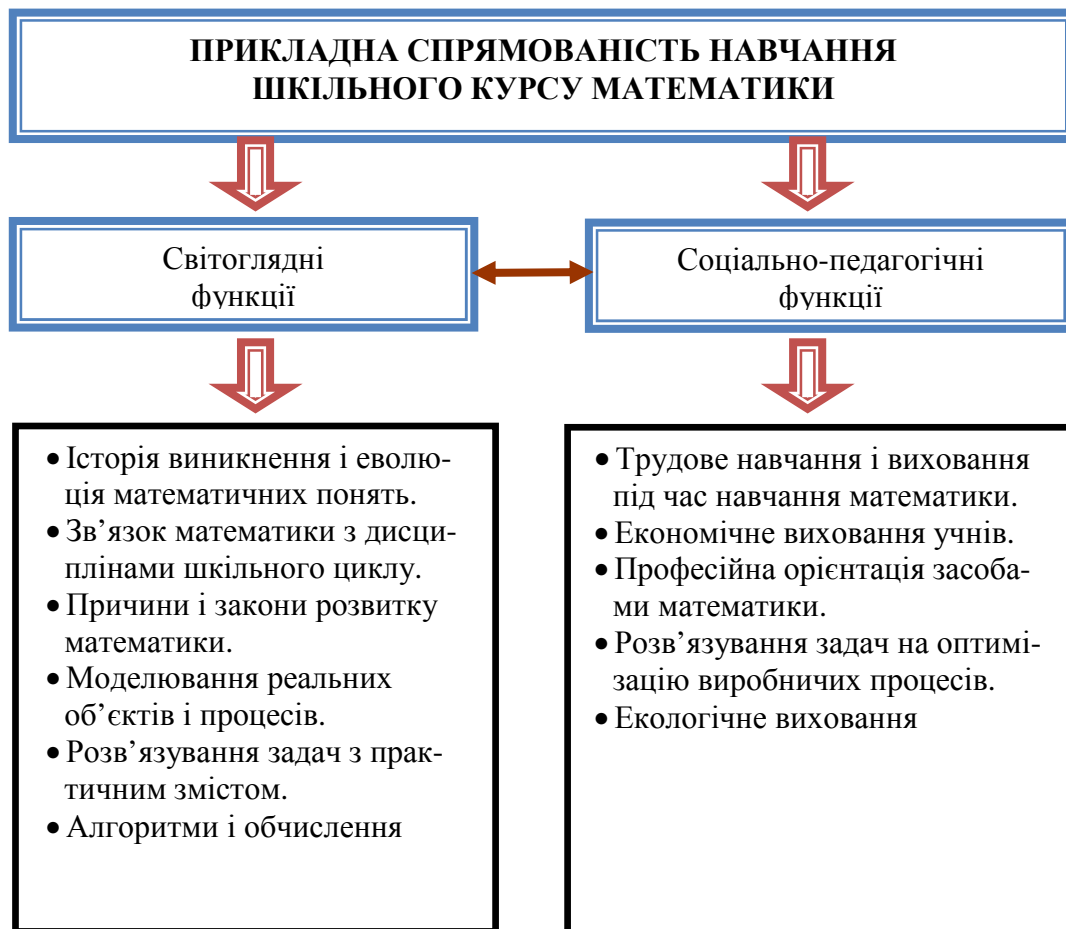 ПРИКЛАДНА СПРЯМОВАНІСТЬ НАВЧАННЯ
ШКІЛЬНОГО КУРСУ МАТЕМАТИКИ
Світоглядні
функції
Соціально-педагогічні
функції
• Історія виникнення і еволю-
ція математичних понять.
• Зв’язок математики з дисци-
плінами шкільного циклу.
• Причини і закони розвитку
математики.
• Моделювання реальних
об’єктів і процесів.
• Розв’язування задач з прак-
тичним змістом.
• Алгоритми і обчислення
• Трудове навчання і виховання
під час навчання математики.
• Економічне виховання учнів.
• Професійна орієнтація засоба-
ми математики.
• Розв’язування задач на оптимі-
зацію виробничих процесів.
• Екологічне виховання